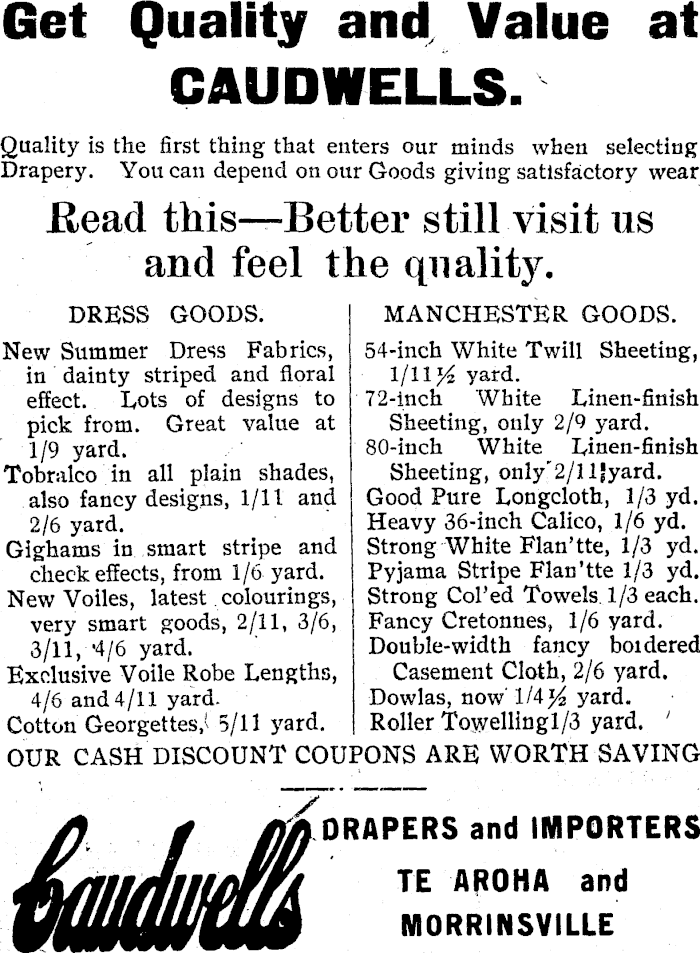 Get Quality and Value at
CAUDWELLS.
Quality is the first thing that enters our minds when selecting
Drapery. You can depend on our Goods giving satisfactory wear
Read this—Better still visit us
and feel the quality.
DRESS GOODS.
New Summer Dress Fabrics,
in dainty striped and floral
effect. Lots of designs to
pick from. Great value at
1/9 yard.
Tobralco in all plain shades,
also fancy designs, 1/11 and
2/6 yard.
Gighams in smart stripe and
check effects, from 1/6 yard.
New Voiles, latest colourings,
very smart goods, 2/11, 3/6,
3/11, 4/6 yard.
Exclusive Voile Robe Lengths,
4/6 and 4/11 yard.
Cotton Georgettes, 5/11 yard.
MANCHESTER GOODS.
54-inch White Twill Sheeting,
1/11½ yard.
72-inch White Linen-finish
Sheeting, only 2/9 yard.
80-inch White Linen-finish
Sheeting, only 2/11 yard.
Good Pure Longcloth, 1/3 yd.
Heavy 36-inch Calico, 1/6 yd.
Strong White Flan'tte, 1/3 yd.
Pyjama Stripe Flan'tte 1/3 yd.
Strong Col'ed Towels 1/3 each.
Fancy Cretonnes, 1/6 yard.
Double-width fancy bordered
Casement Cloth, 2/6 yard.
Dowlas, now 1/4½ yard.
Roller Towelling 1/3 yard.
OUR CASH DISCOUNT COUPONS ARE WORTH SAVING
Caudwells
DRAPERS and IMPORTERS
TE AROHA and
MORRINSVILLE